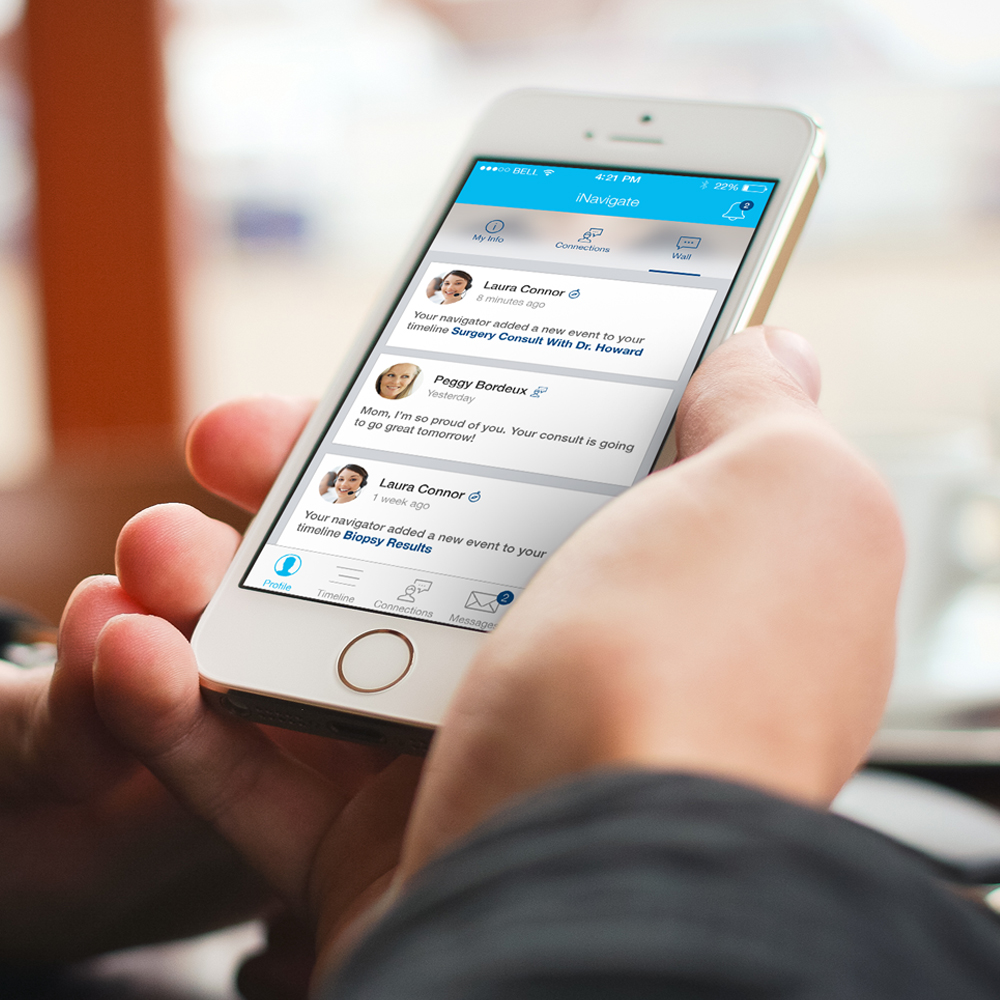 BELL 4:21 PM 22%
iNavigate 2
My Info Connections Wall
Laura Connor
8 minutes ago
Your navigator added a new event to your
timeline Surgery Consult With Dr. Howard
Peggy Bordeux
Yesterday
Mom, I'm so proud of you. Your consult is going
to go great tomorrow!
Laura Connor
1 week ago
Your navigator added a new event to your
timeline Biopsy Results
Profile Timeline Connections Messages 2